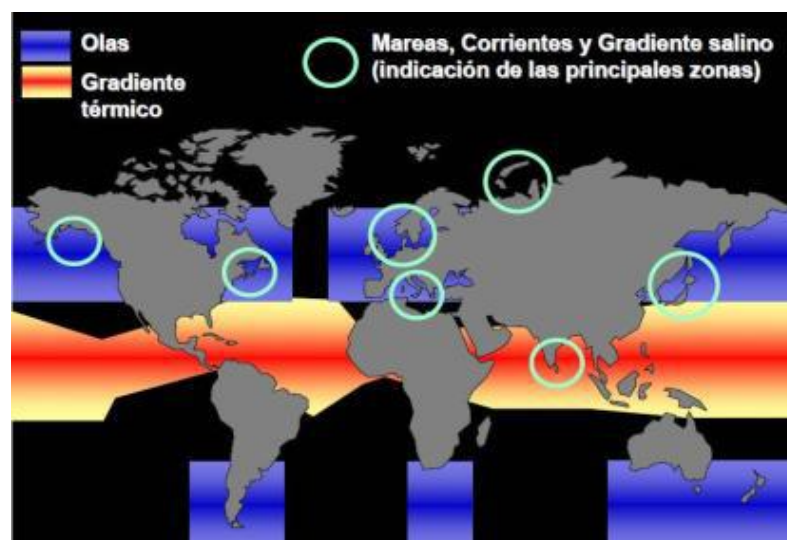 Olas
Gradiente
térmico
Mareas, Corrientes y Gradiente salino
(indicación de las principales zonas)